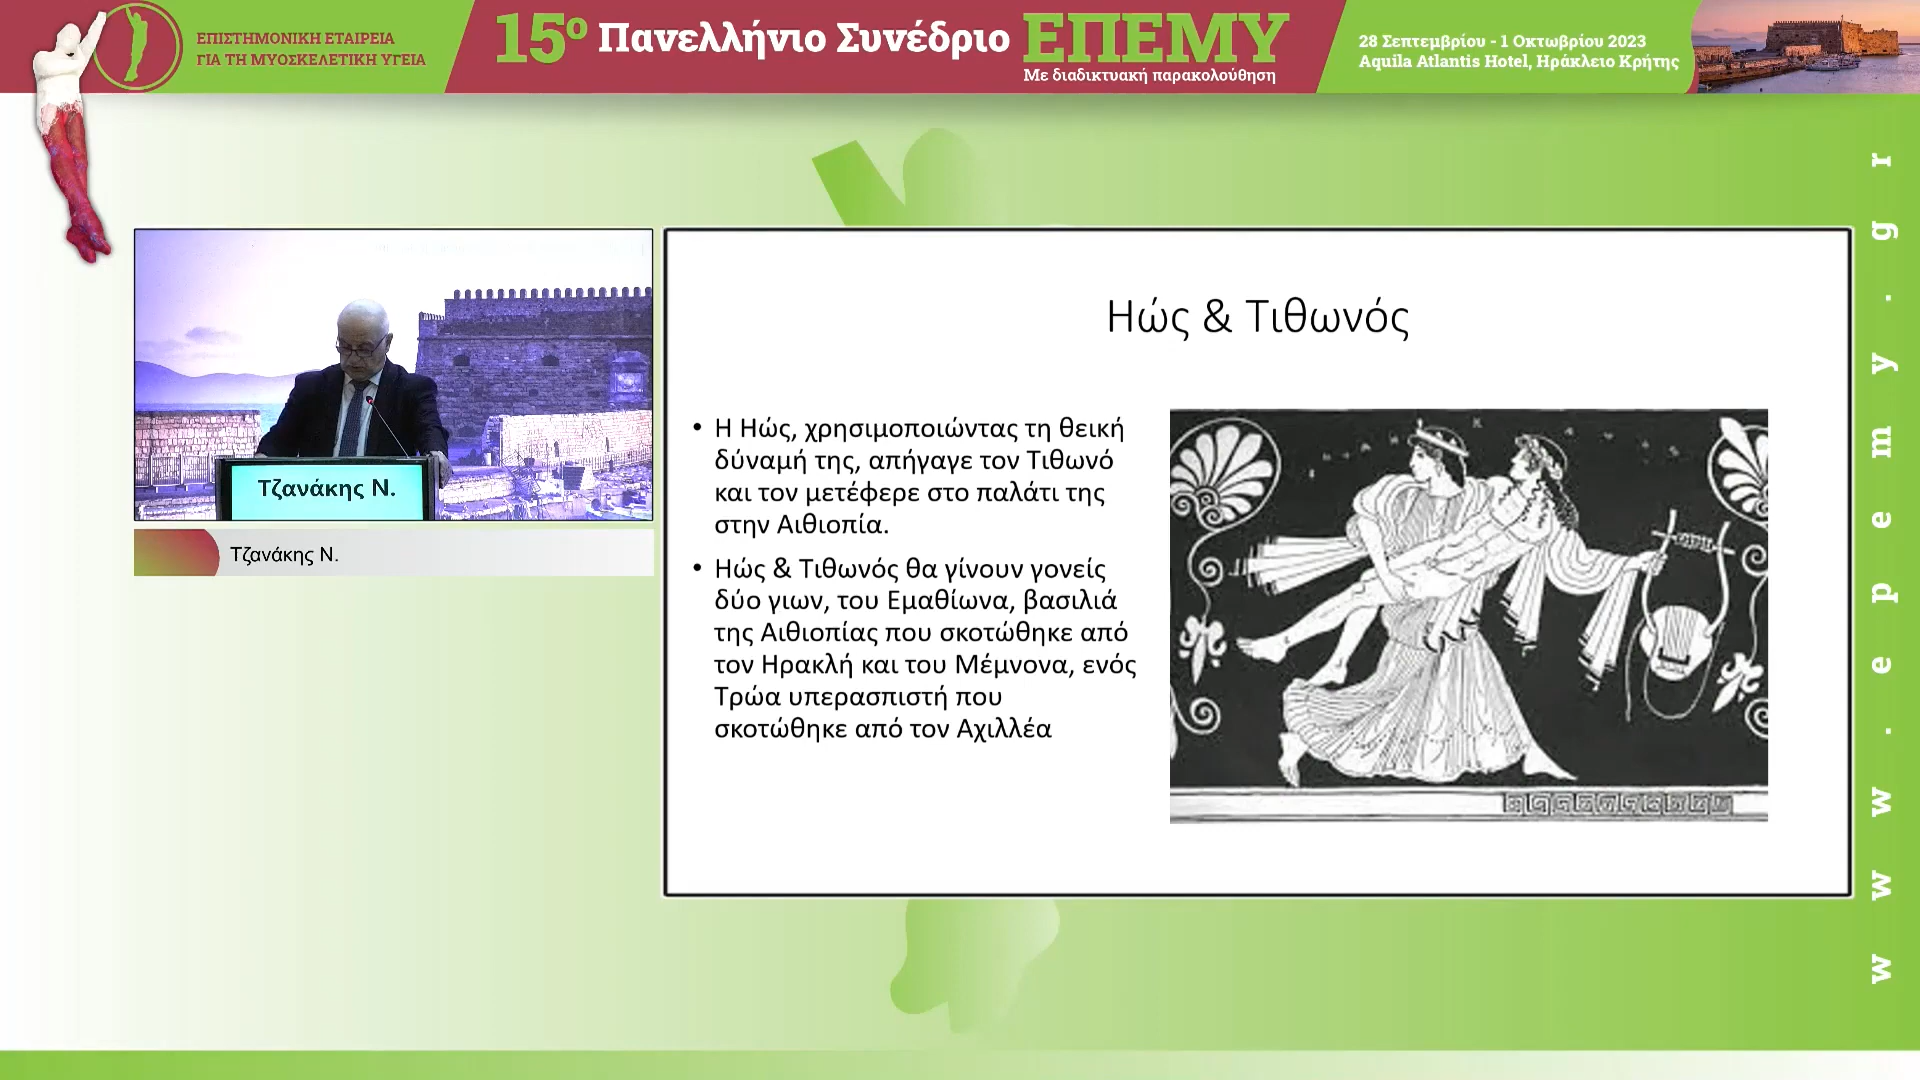 ΕΠΙΣΤΗΜΟΝΙΚΗ ΕΤΑΙΡΕΙΑ
ΓΙΑ ΤΗ ΜΥΟΣΚΕΛΕΤΙΚΗ ΥΓΕΙΑ
15ο Πανελλήνιο Συνέδριο ΕΠΕΜΥ
Με διαδικτυακή παρακολούθηση
28 Σεπτεμβρίου - 1 Οκτωβρίου 2023
Aquila Atlantis Hotel, Ηράκλειο Κρήτης
Τζανάκης Ν.
Τζανάκης Ν.
Ηώς & Τιθωνός
• Η Ηώς, χρησιμοποιώντας τη θεική
δύναμή της, απήγαγε τον Τιθωνό
και τον μετέφερε στο παλάτι της
στην Αιθιοπία.
• Ηώς & Τιθωνός θα γίνουν γονείς
δύο γιων, του Εμαθίωνα, βασιλιά
της Αιθιοπίας που σκοτώθηκε από
τον Ηρακλή και του Μέμνονα, ενός
Τρώα υπερασπιστή που
σκοτώθηκε από τον Αχιλλέα
www.epemy.gr